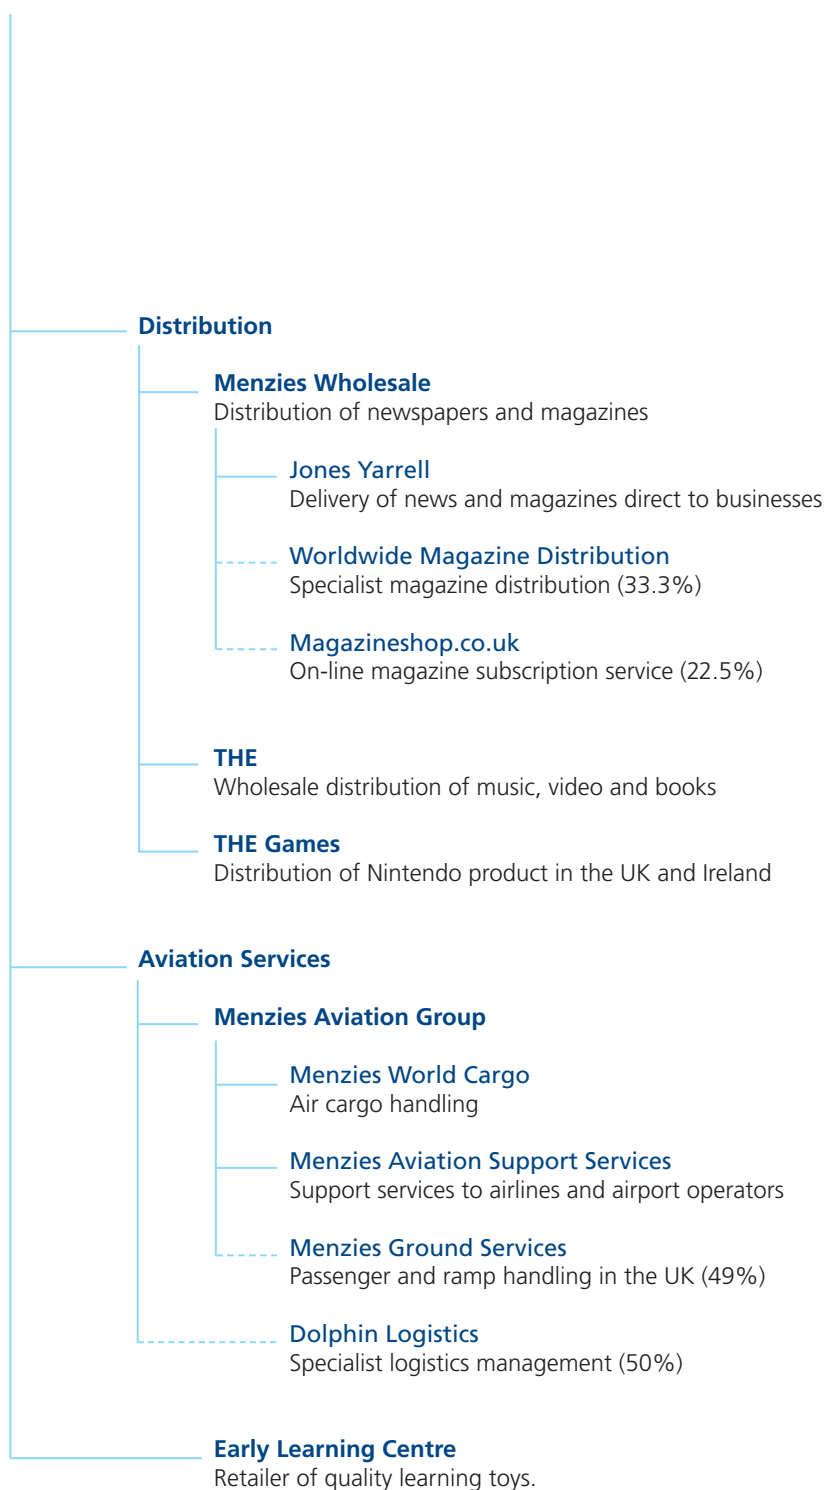 Distribution
Menzies Wholesale
Distribution of newspapers and magazines
Jones Yarrell
Delivery of news and magazines direct to businesses
Worldwide Magazine Distribution
Specialist magazine distribution (33.3%)
Magazineshop.co.uk
On-line magazine subscription service (22.5%)
THE
Wholesale distribution of music, video and books
THE Games
Distribution of Nintendo product in the UK and Ireland
Aviation Services
Menzies Aviation Group
Menzies World Cargo
Air cargo handling
Menzies Aviation Support Services
Support services to airlines and airport operators
Menzies Ground Services
Passenger and ramp handling in the UK (49%)
Dolphin Logistics
Specialist logistics management (50%)
Early Learning Centre
Retailer of quality learning toys.